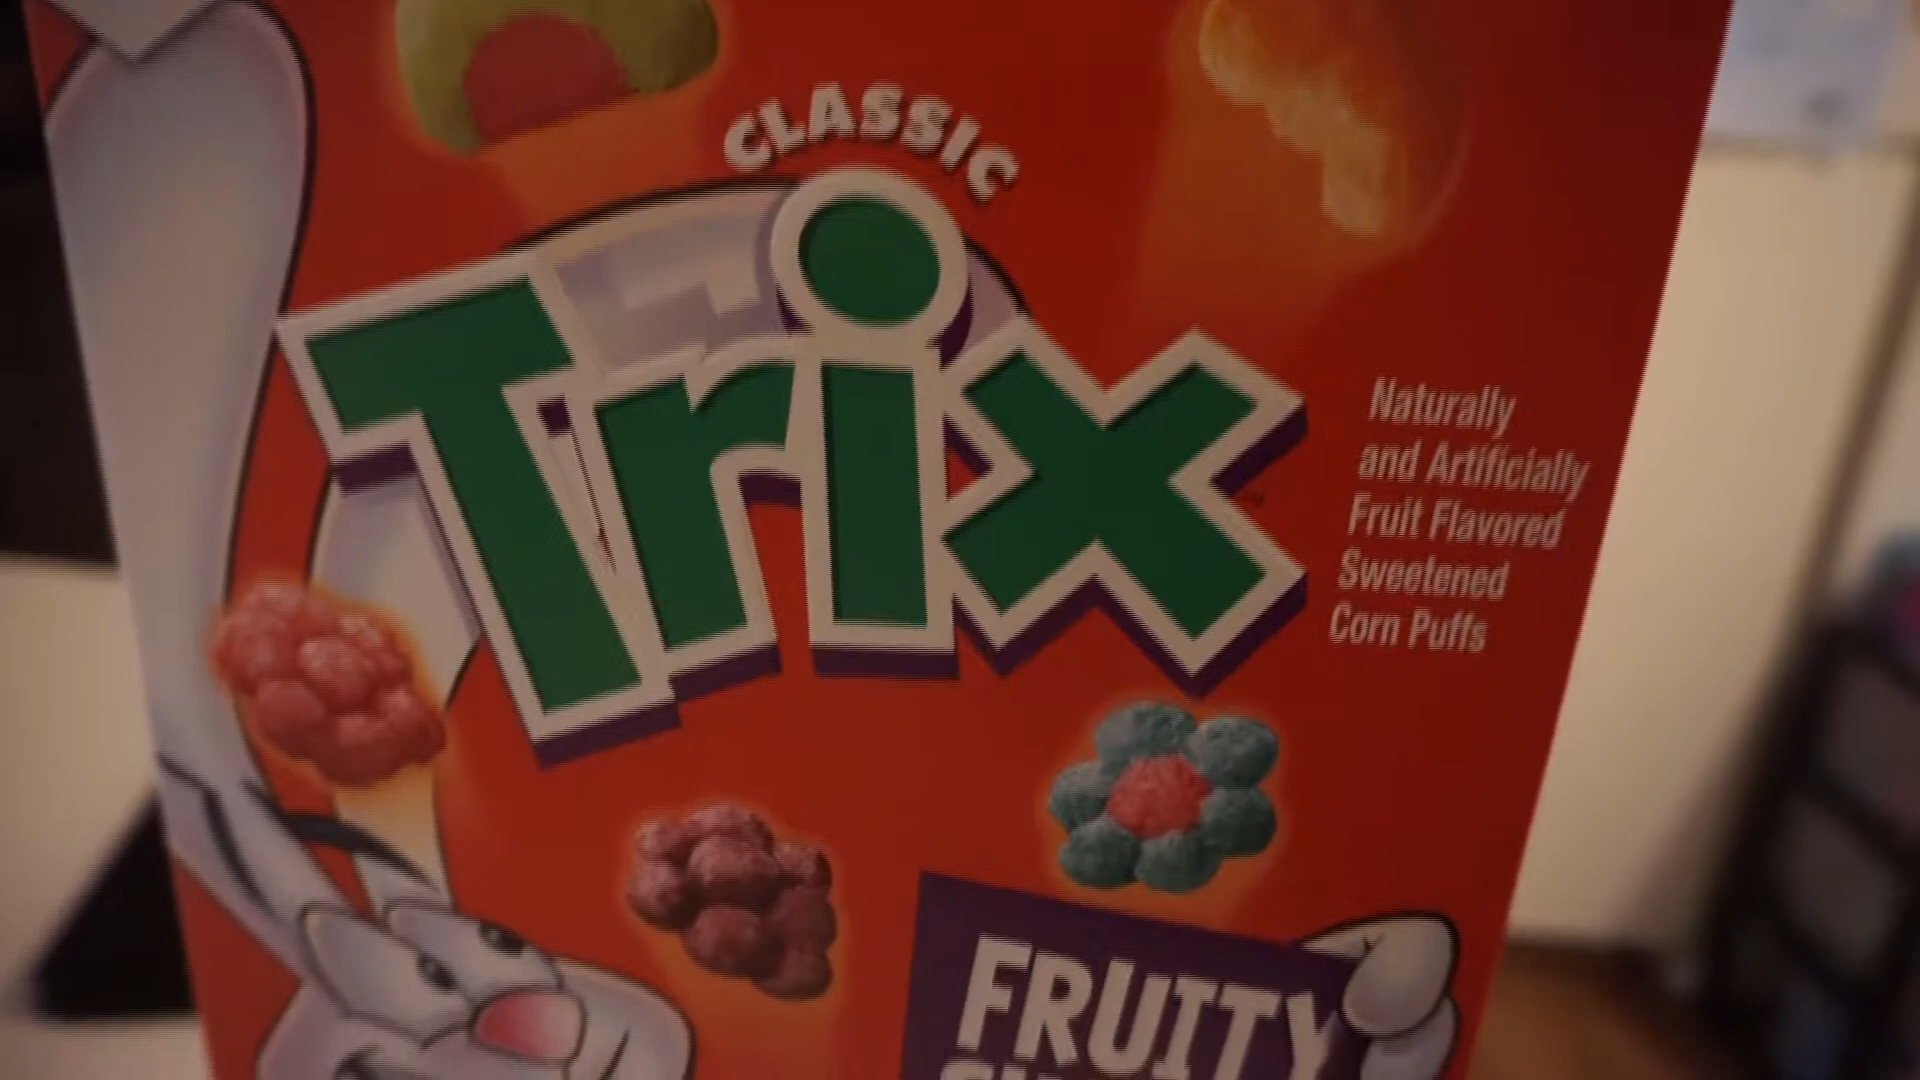 CLASSIC
Trix
Naturally
and Artificially
Fruit Flavored
Sweetened
Corn Puffs
FRUITY